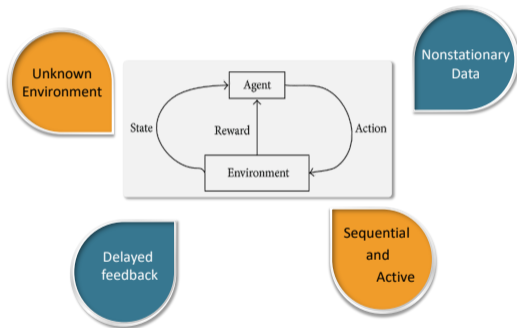 Unknown
Environment
Nonstationary
Data
Agent
State
Reward
Action
Environment
Delayed
feedback
Sequential
and
Active